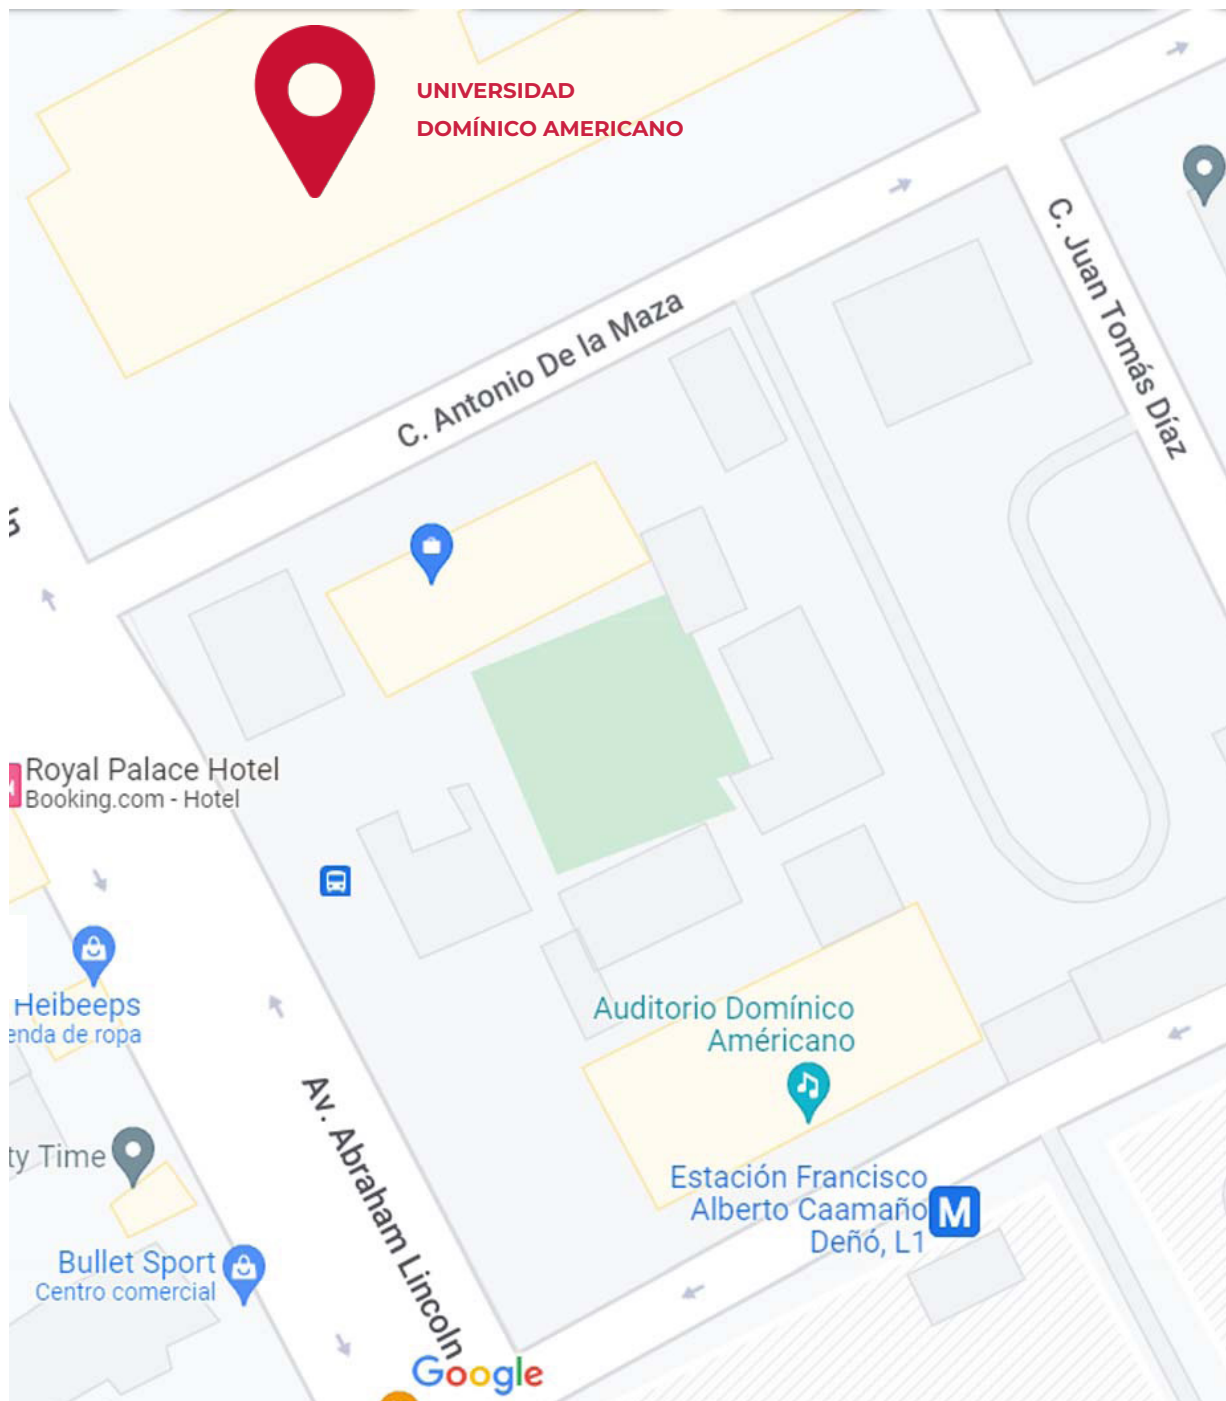 UNIVERSIDAD
DOMÍNICO AMERICANO
C. Juan Tomás Díaz
C. Antonio De la Maza
Royal Palace Hotel
Booking.com - Hotel
Heibeeps
enda de ropa
Auditorio Domínico
Américano
Av. Abraham Lincoln
ty Time
Estación Francisco
Alberto Caamaño
Deñó, L1
M
Bullet Sport
Centro comercial
Google